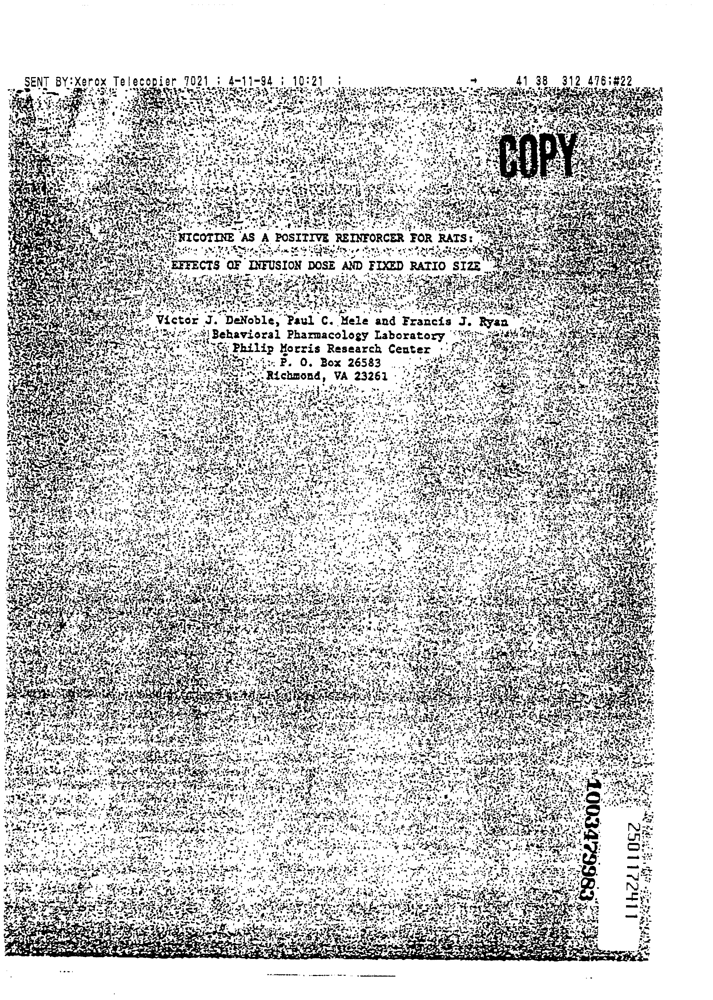 SENT BY:Xerox Telecopier 7021 ; 4-11-94 ; 10:21 ; → 41 38 312 476;#22
COPY
NICOTINE AS A POSITIVE REINFORCER FOR RATS:
EFFECTS OF INFUSION DOSE AND FIXED RATIO SIZE
Victor J. DeNoble, Paul C. Mele and Francis J. Ryan
Behavioral Pharmacology Laboratory
Philip Morris Research Center
P. O. Box 26583
Richmond, VA 23261
1003479983
2501172411